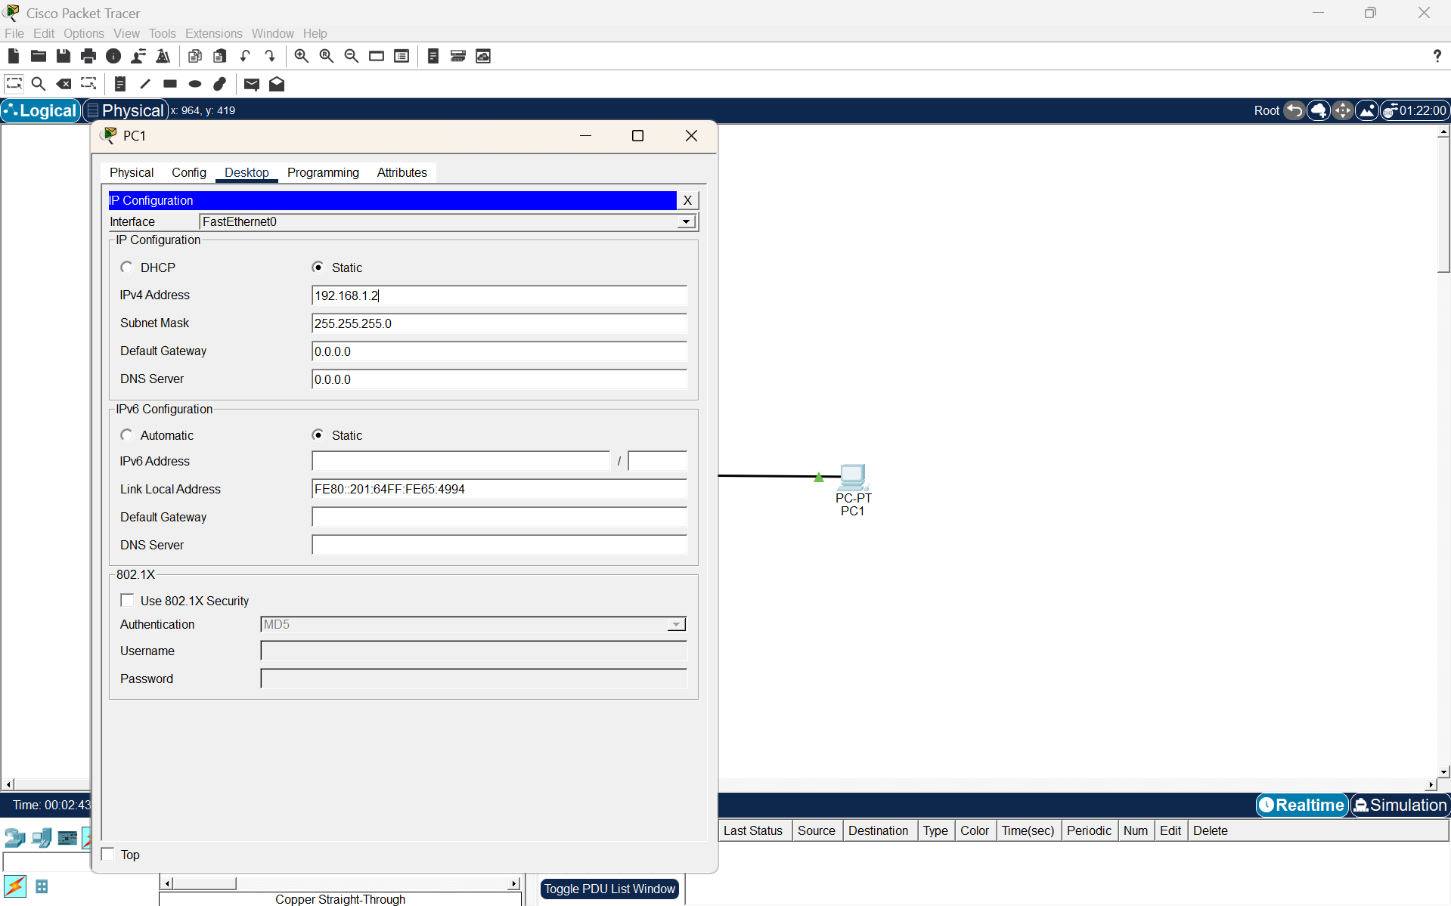 Cisco Packet Tracer
File Edit Options View Tools Extensions Window Help
?
Logical Physical x: 964, y: 419 Root 01:22:00
PC1
Physical Config Desktop Programming Attributes
IP Configuration X
Interface FastEthernet0
IP Configuration
DHCP Static
IPv4 Address 192.168.1.2
Subnet Mask 255.255.255.0
Default Gateway 0.0.0.0
DNS Server 0.0.0.0
IPv6 Configuration
Automatic Static
IPv6 Address /
Link Local Address FE80::201:64FF:FE65:4994
Default Gateway
DNS Server
PC-PT
PC1
802.1X
Use 802.1X Security
Authentication MD5
Username
Password
Time: 00:02:43 Realtime Simulation
Last Status Source Destination Type Color Time(sec) Periodic Num Edit Delete
Top
Toggle PDU List Window
Copper Straight-Through